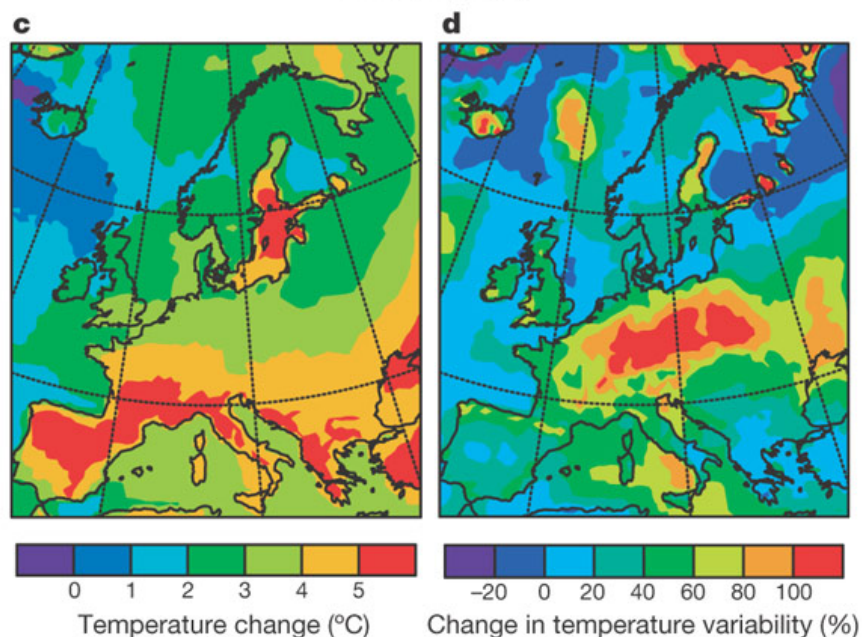 c d
0 1 2 3 4 5
−20 0 20 40 60 80 100
Temperature change (ºC)
Change in temperature variability (%)